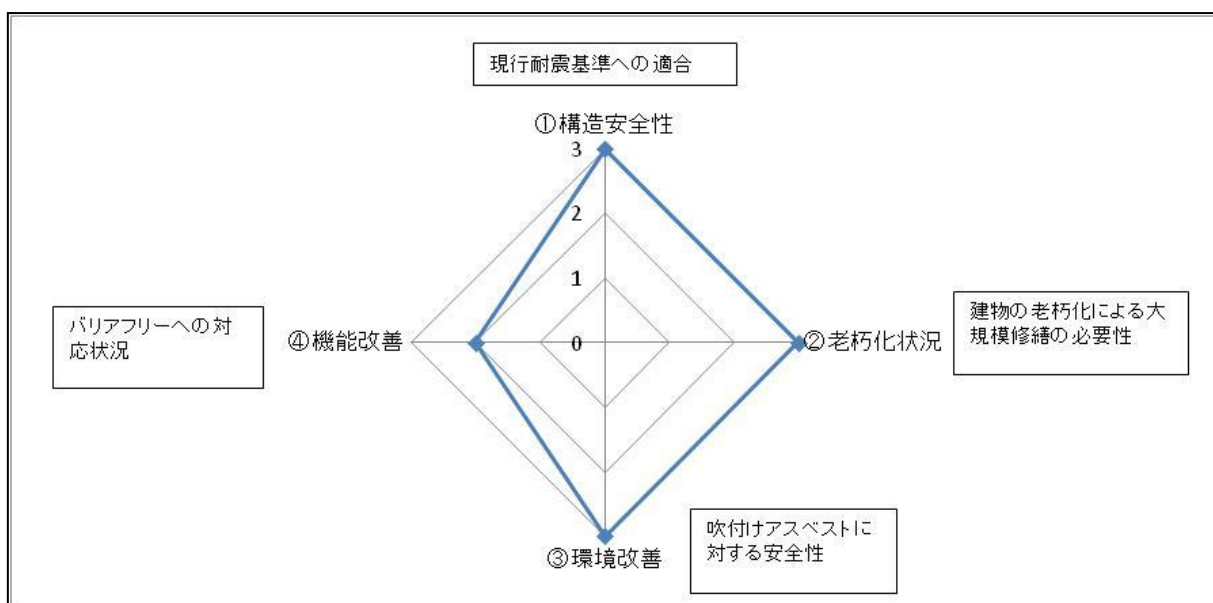 現行耐震基準への適合
①構造安全性
3
2
1
0
バリアフリーへの対
応状況
④機能改善
②老朽化状況
建物の老朽化による大
規模修繕の必要性
③環境改善
吹付けアスベストに
対する安全性